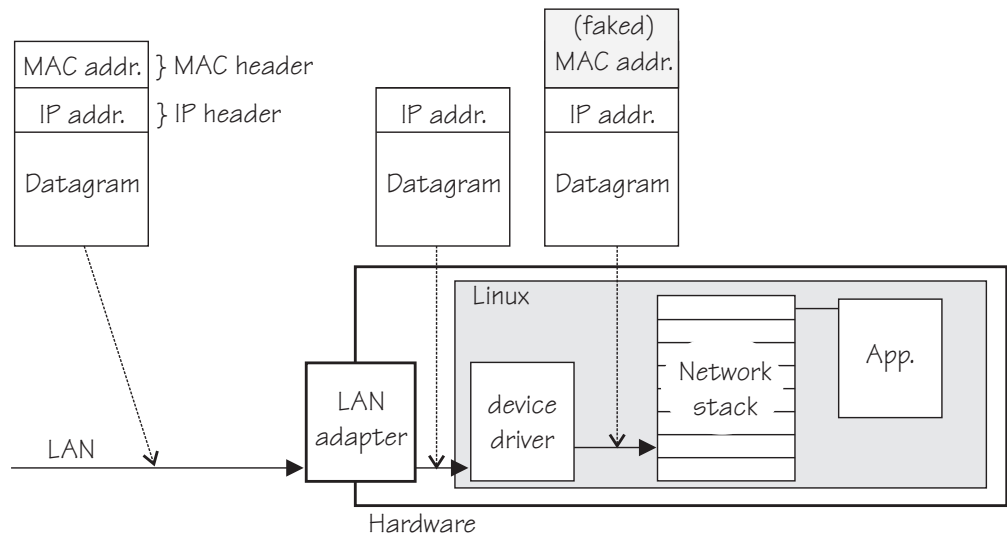 (faked)
MAC addr.
MAC addr. } MAC header
IP addr. } IP header
IP addr.
IP addr.
Datagram
Datagram
Datagram
Linux
Network
stack
App.
LAN
adapter
device
driver
LAN
Hardware